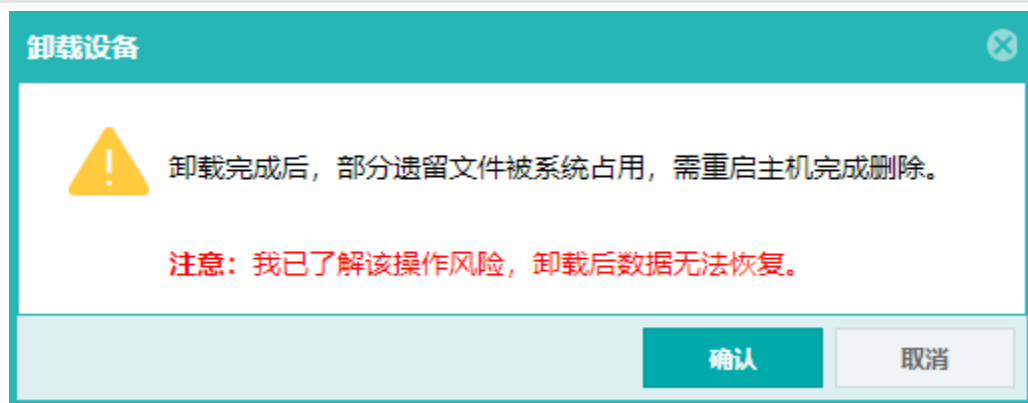 卸载设备
卸载完成后，部分遗留文件被系统占用，需重启主机完成删除。
注意：我已了解该操作风险，卸载后数据无法恢复。
确认
取消